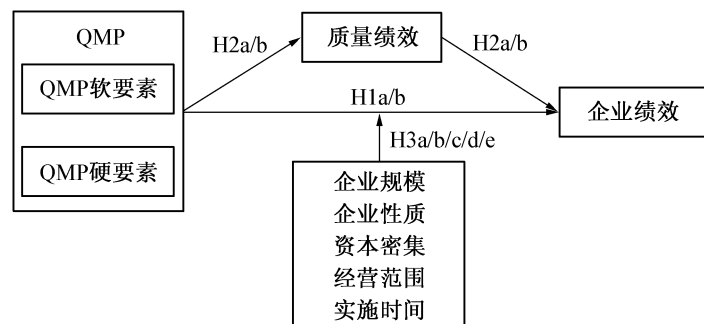 QMP
QMP软要素
QMP硬要素
H2a/b
质量绩效
H2a/b
H1a/b
企业绩效
H3a/b/c/d/e
企业规模
企业性质
资本密集
经营范围
实施时间